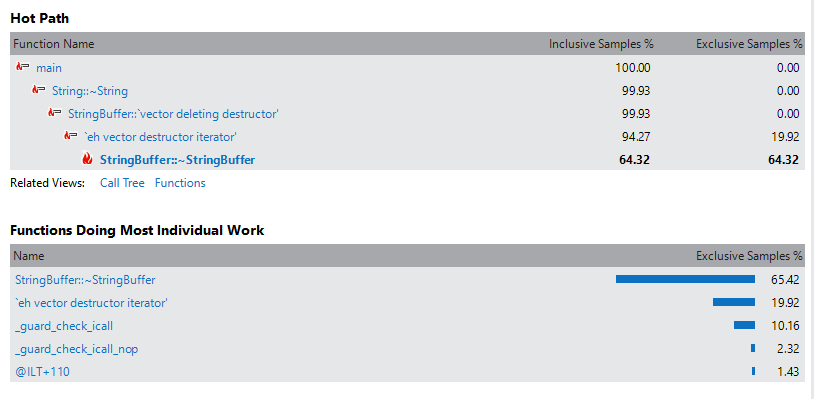 Hot Path
Function Name Inclusive Samples % Exclusive Samples %
main 100.00 0.00
String::~String 99.93 0.00
StringBuffer::`vector deleting destructor' 99.93 0.00
`eh vector destructor iterator' 94.27 19.92
StringBuffer::~StringBuffer 64.32 64.32
Related Views: Call Tree Functions
Functions Doing Most Individual Work
Name Exclusive Samples %
StringBuffer::~StringBuffer 65.42
`eh vector destructor iterator' 19.92
_guard_check_icall 10.16
_guard_check_icall_nop 2.32
@ILT+110 1.43